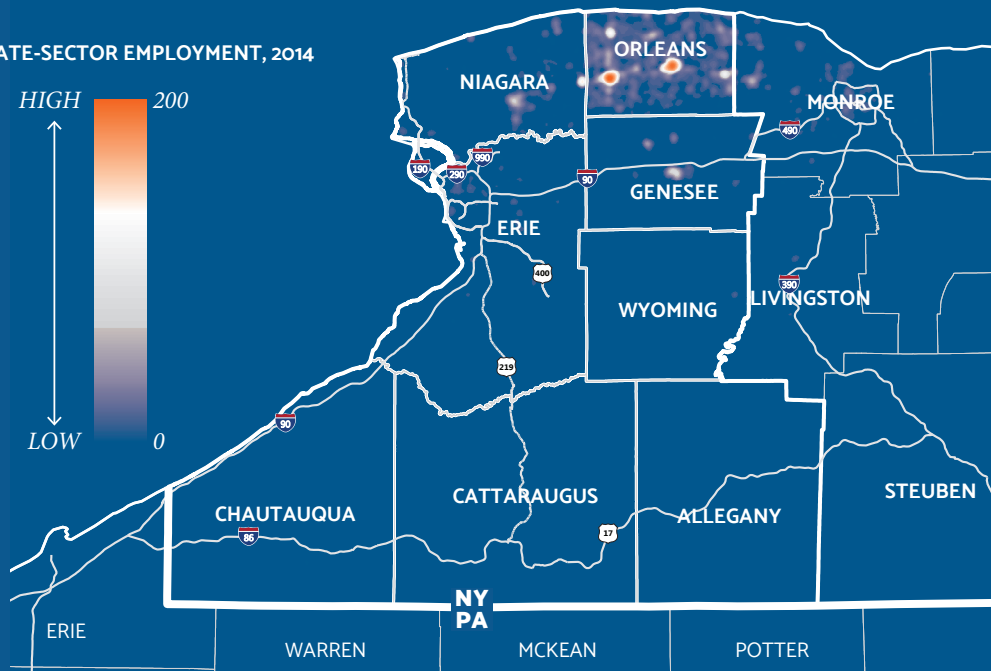 ATE-SECTOR EMPLOYMENT, 2014
HIGH
200
LOW
0
ORLEANS
NIAGARA
MONROE
490
990
190
290
90
GENESEE
ERIE
400
390
LIVINGSTON
WYOMING
219
90
STEUBEN
CATTARAUGUS
CHAUTAUQUA
ALLEGANY
17
86
NY
PA
ERIE
WARREN
MCKEAN
POTTER